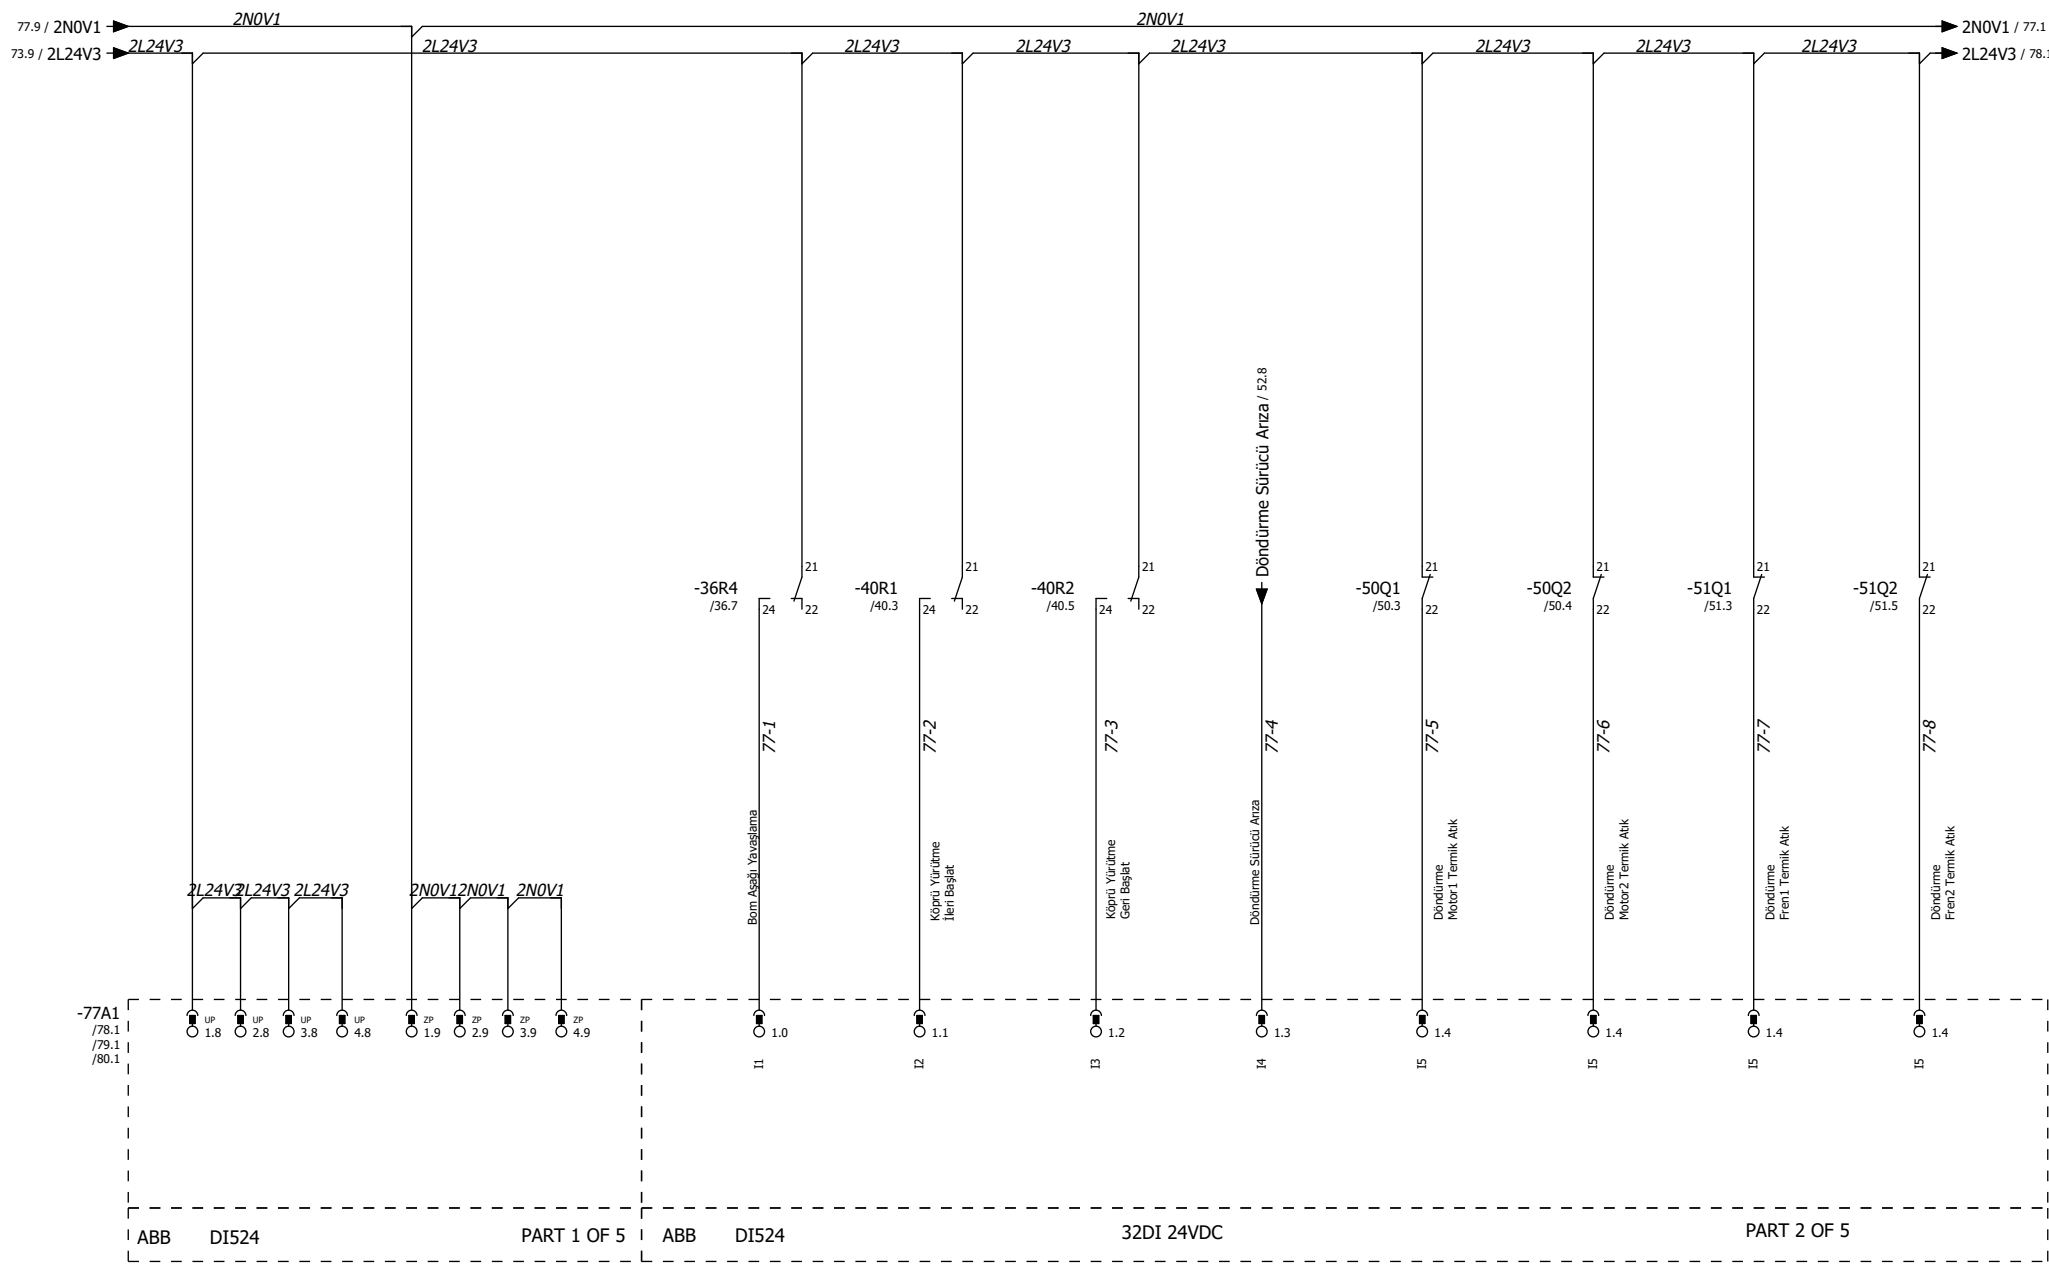 77.9 / 2N0V1
2N0V1
2N0V1
2N0V1 / 77.1
73.9 / 2L24V3
2L24V3
2L24V3
2L24V3
2L24V3
2L24V3
2L24V3
2L24V3
2L24V3
2L24V3 / 78.1
Döndürme Sürücü Arıza / 52.8
-36R4
/36.7
21
24
22
-40R1
/40.3
21
24
22
-40R2
/40.5
21
24
22
-50Q1
/50.3
21
22
-50Q2
/50.4
21
22
-51Q1
/51.3
21
22
-51Q2
/51.5
21
22
77-1
77-2
77-3
77-4
77-5
77-6
77-7
77-8
Bom Aşağı Yavaşlama
Köprü Yürütme
İleri Başlat
Köprü Yürütme
Geri Başlat
Döndürme Sürücü Arıza
Döndürme
Motor1 Termik Atık
Döndürme
Motor2 Termik Atık
Döndürme
Fren1 Termik Atık
Döndürme
Fren2 Termik Atık
2L24V3
2L24V3
2L24V3
2N0V1
2N0V1
2N0V1
-77A1
/78.1
/79.1
/80.1
UP
1.8
UP
2.8
UP
3.8
UP
4.8
ZP
1.9
ZP
2.9
ZP
3.9
ZP
4.9
1.0
1.1
1.2
1.3
1.4
1.4
1.4
1.4
I1
I2
I3
I4
I5
I5
I5
I5
ABB DI524 PART 1 OF 5
ABB DI524 32DI 24VDC PART 2 OF 5